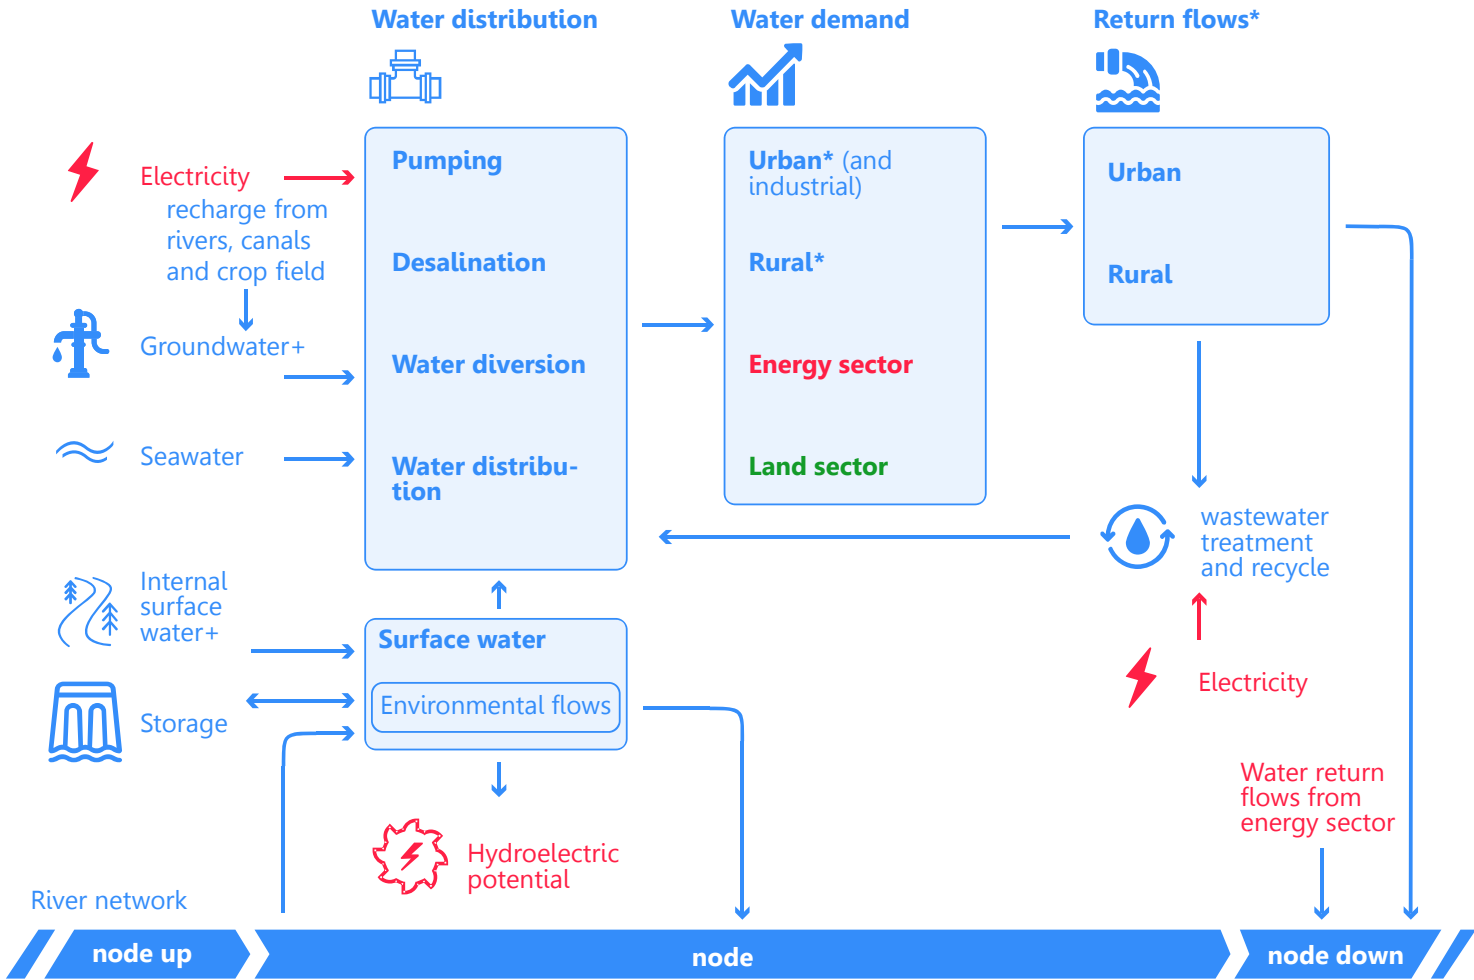 Water distribution
Water demand
Return flows*
Electricity
recharge from
rivers, canals
and crop field
Groundwater+
Seawater
Internal
surface
water+
Storage
Pumping
Desalination
Water diversion
Water distribu-
tion
Surface water
Environmental flows
Hydroelectric
potential
Urban* (and
industrial)
Rural*
Energy sector
Land sector
Urban
Rural
wastewater
treatment
and recycle
Electricity
Water return
flows from
energy sector
River network
node up
node
node down